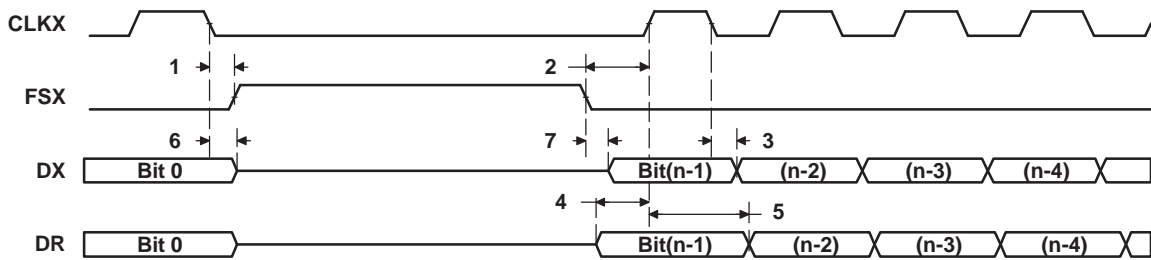 CLKX
1 2
FSX
6 7 3
DX Bit 0 Bit(n-1) (n-2) (n-3) (n-4)
4 5
DR Bit 0 Bit(n-1) (n-2) (n-3) (n-4)